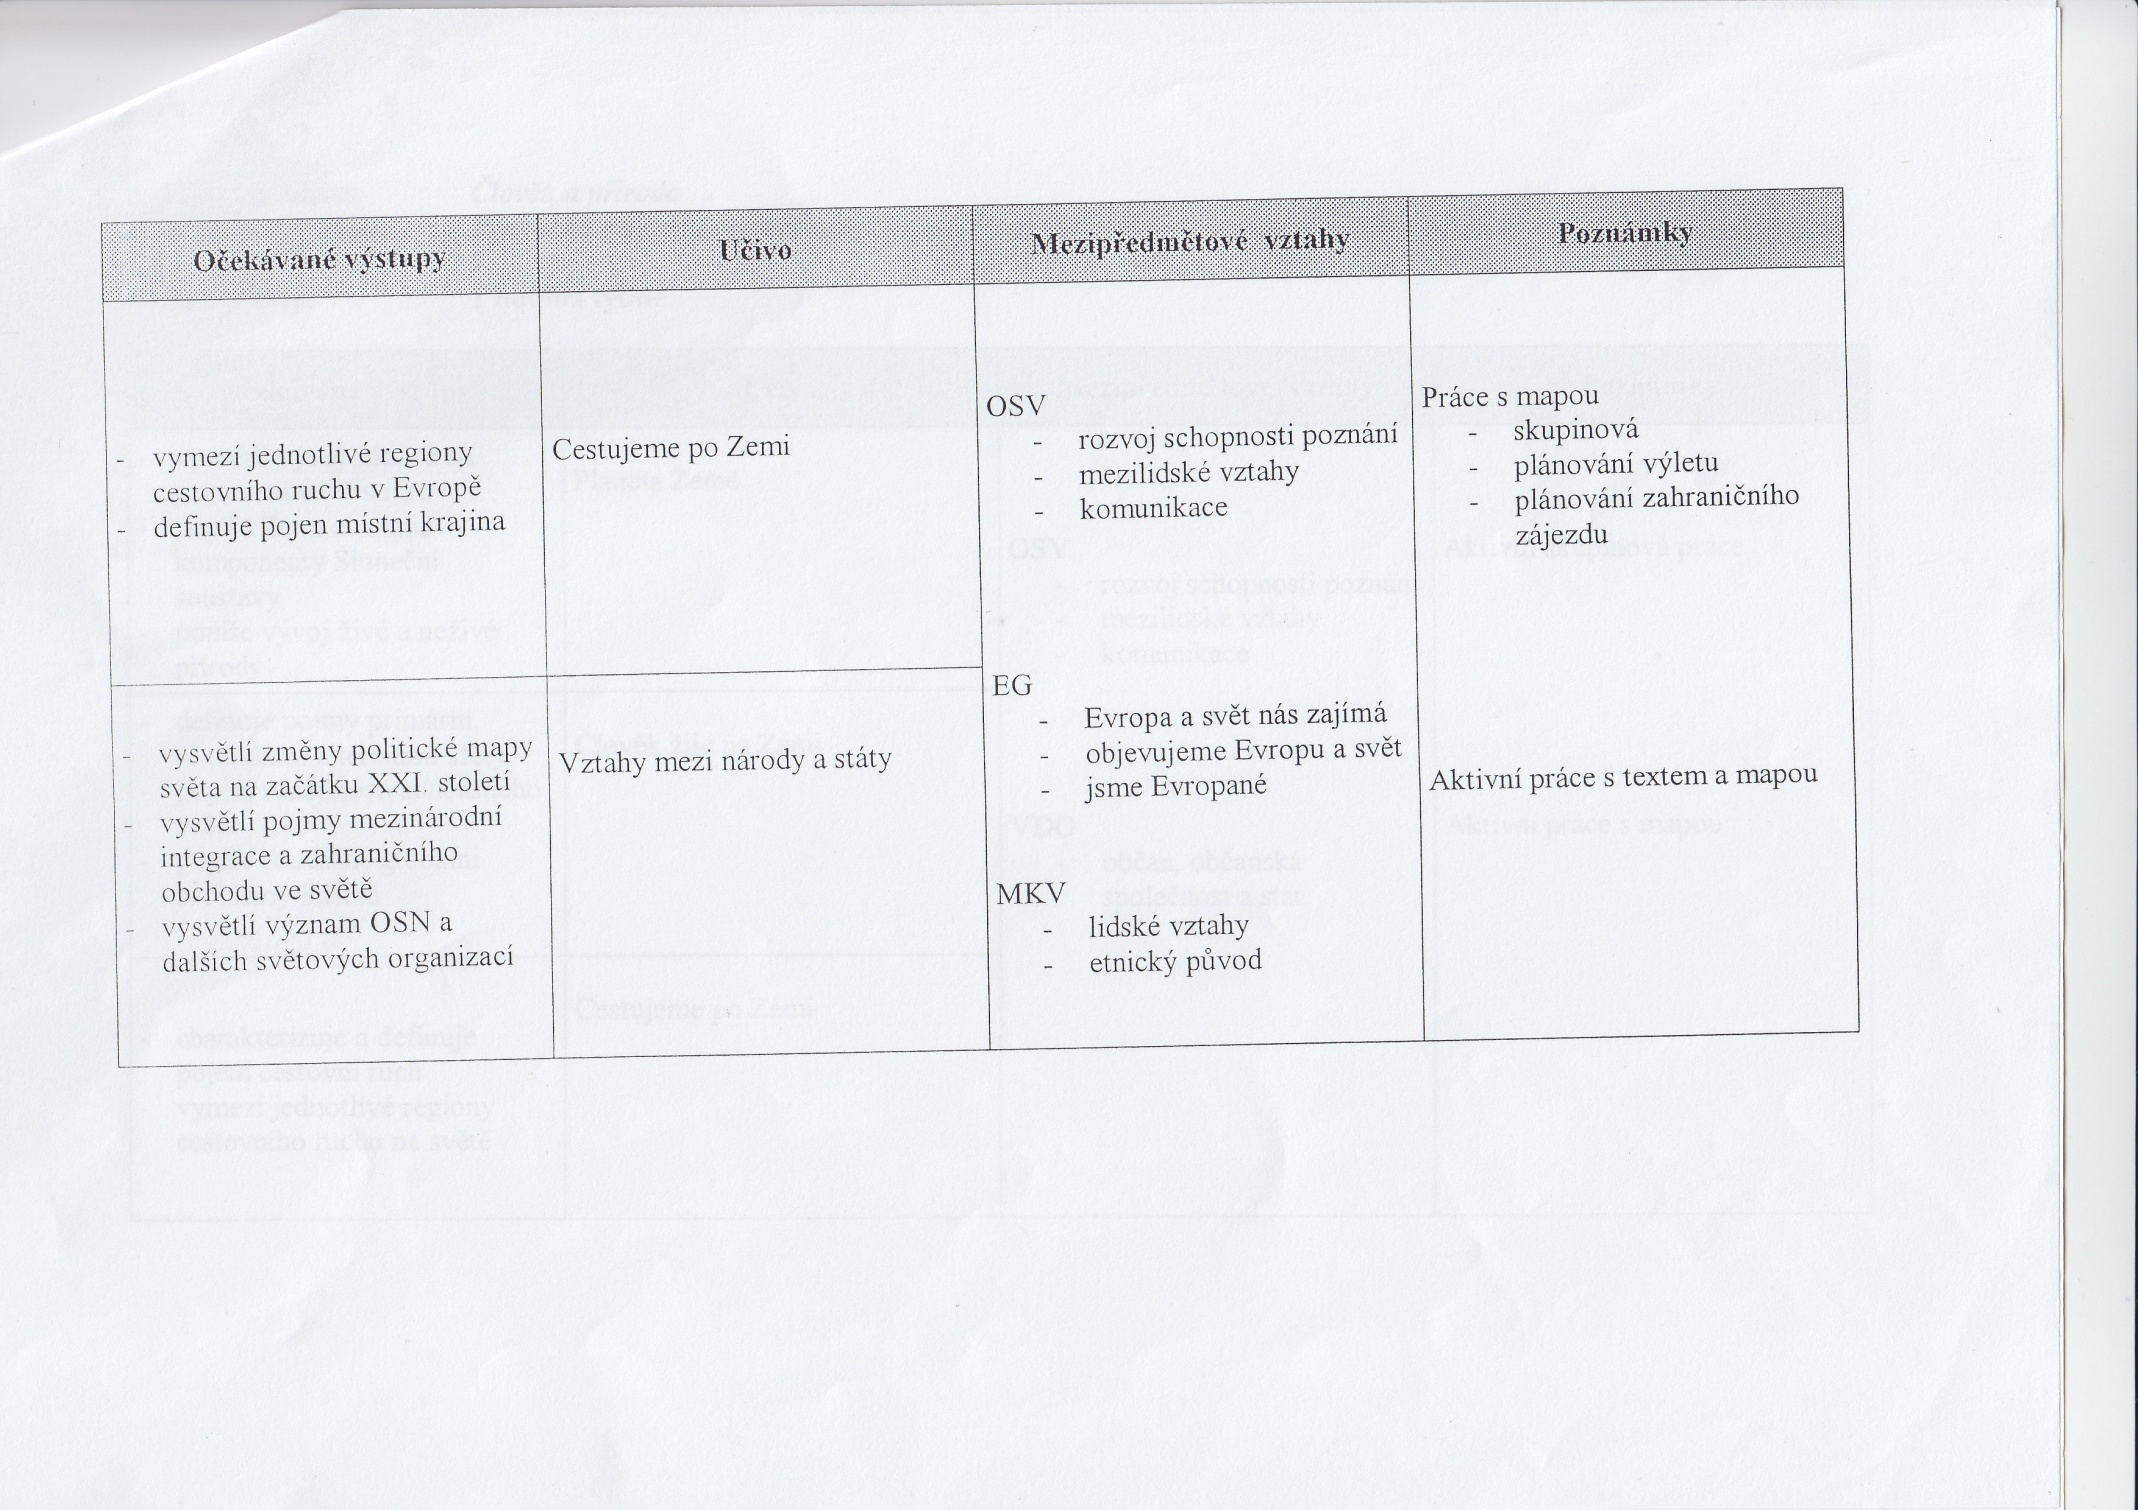 Očekávané výstupy
Učivo
Mezipředmětové vztahy
Poznámky
- vymezí jednotlivé regiony
cestovního ruchu v Evropě
- definuje pojen místní krajina
Cestujeme po Zemi
OSV
- rozvoj schopnosti poznání
- mezilidské vztahy
- komunikace
Práce s mapou
- skupinová
- plánování výletu
- plánování zahraničního
zájezdu
- vysvětlí změny politické mapy
světa na začátku XXI. století
- vysvětlí pojmy mezinárodní
integrace a zahraničního
obchodu ve světě
- vysvětlí význam OSN a
dalších světových organizací
Vztahy mezi národy a státy
EG
- Evropa a svět nás zajímá
- objevujeme Evropu a svět
- jsme Evropané
MKV
- lidské vztahy
- etnický původ
Aktivní práce s textem a mapou